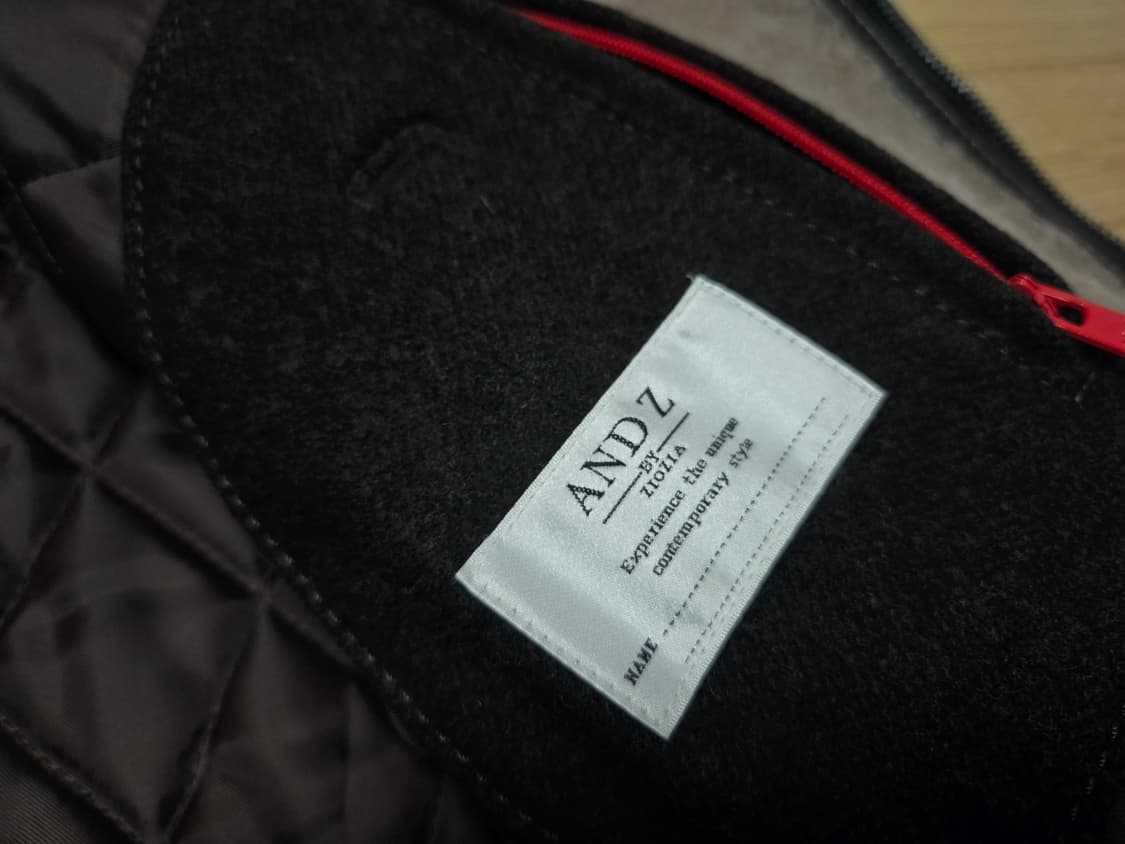 AND Z
BY
ZIOZIA
Experience the unique
contemporary style
NAME